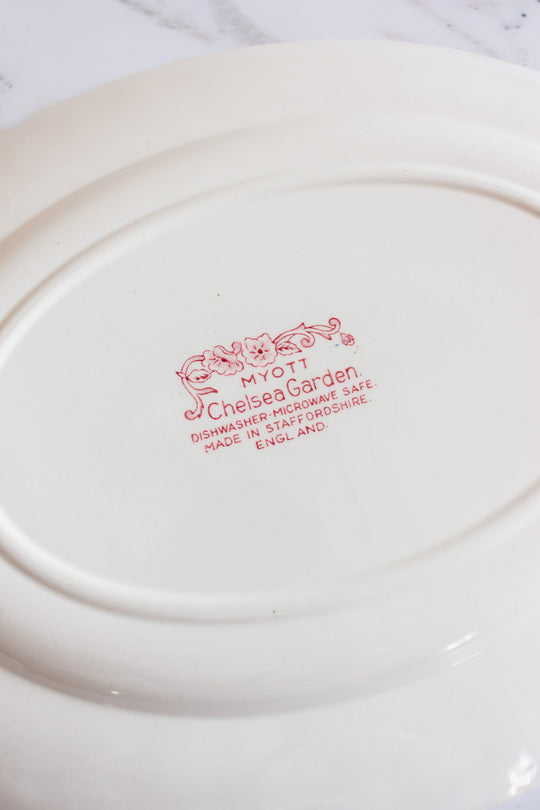 MYOTT
Chelsea Garden.
DISHWASHER-MICROWAVE SAFE.
MADE IN STAFFORDSHIRE.
ENGLAND.